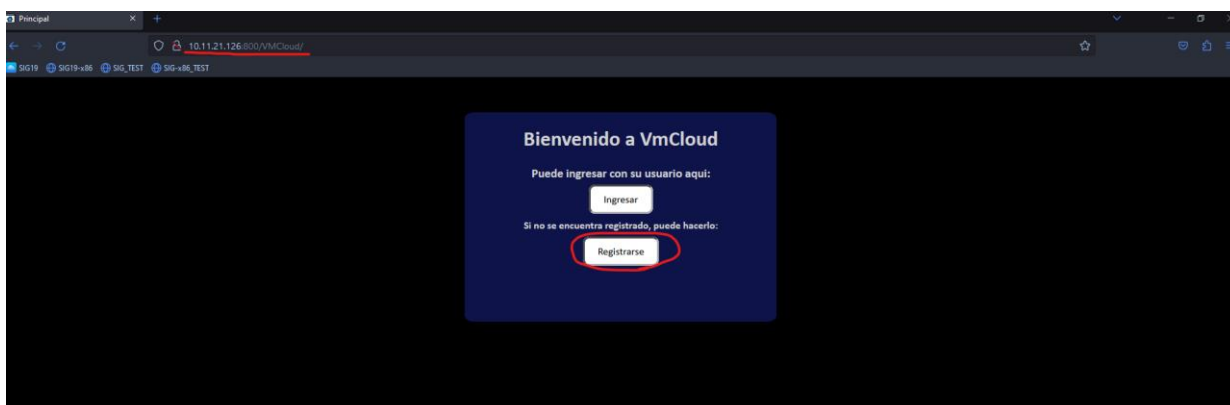 Principal
10.11.21.126:800/VMCloud/
SIG19 SIG19-x86 SIG_TEST SIG-x86_TEST
Bienvenido a VmCloud
Puede ingresar con su usuario aqui:
Ingresar
Si no se encuentra registrado, puede hacerlo:
Registrarse